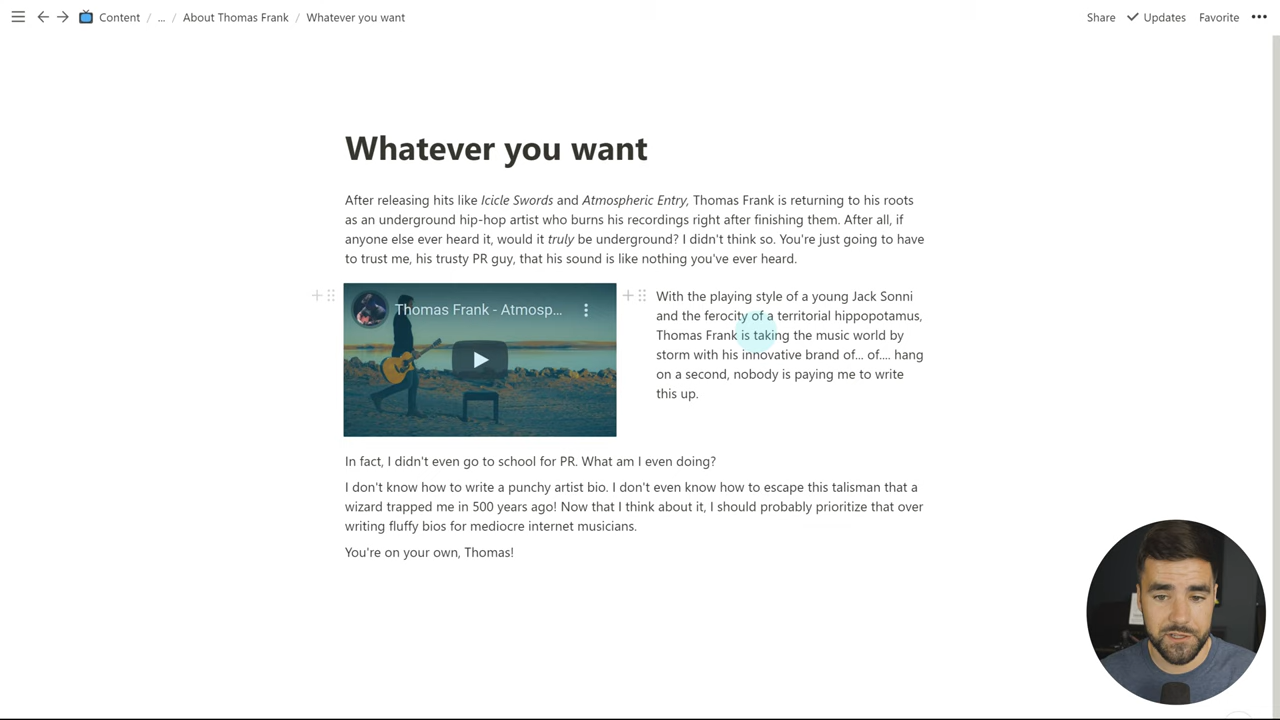 Content / ... / About Thomas Frank / Whatever you want
Share Updates Favorite
Whatever you want
After releasing hits like Icicle Swords and Atmospheric Entry, Thomas Frank is returning to his roots
as an underground hip-hop artist who burns his recordings right after finishing them. After all, if
anyone else ever heard it, would it truly be underground? I didn't think so. You're just going to have
to trust me, his trusty PR guy, that his sound is like nothing you've ever heard.
Thomas Frank - Atmosp...
With the playing style of a young Jack Sonni
and the ferocity of a territorial hippopotamus,
Thomas Frank is taking the music world by
storm with his innovative brand of... of.... hang
on a second, nobody is paying me to write
this up.
In fact, I didn't even go to school for PR. What am I even doing?
I don't know how to write a punchy artist bio. I don't even know how to escape this talisman that a
wizard trapped me in 500 years ago! Now that I think about it, I should probably prioritize that over
writing fluffy bios for mediocre internet musicians.
You're on your own, Thomas!